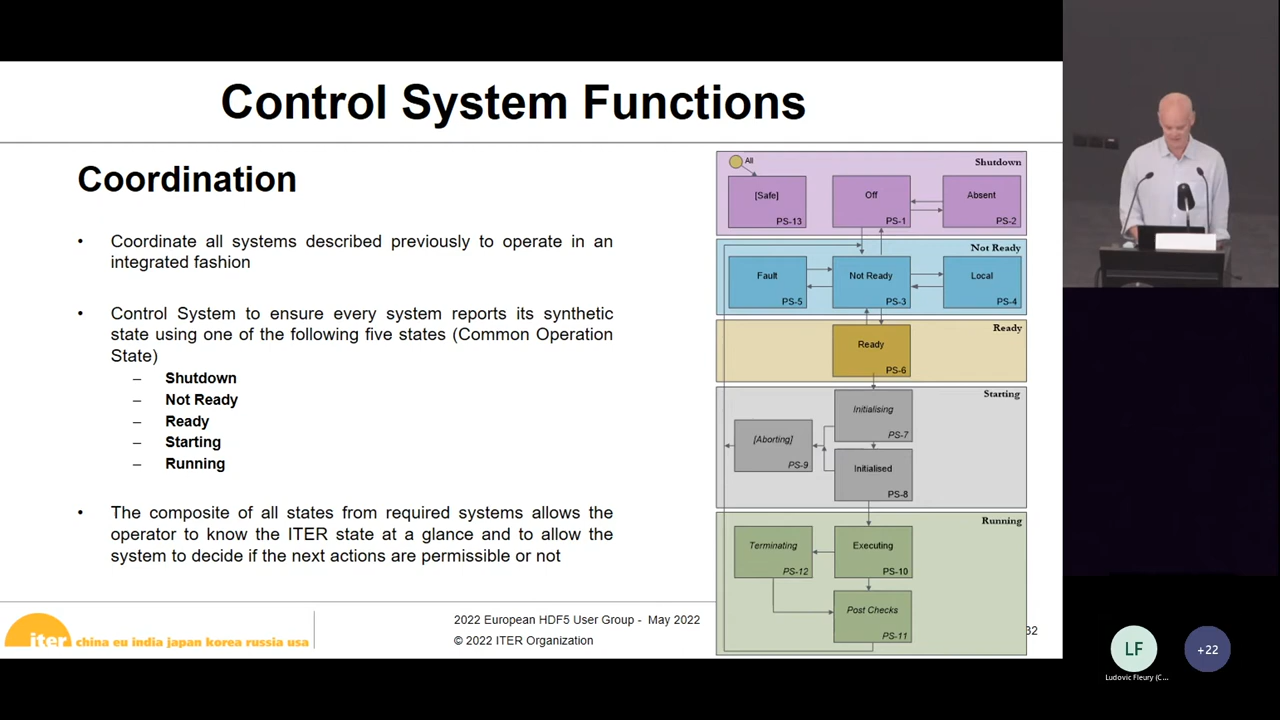 Control System Functions
Coordination
• Coordinate all systems described previously to operate in an
integrated fashion
• Control System to ensure every system reports its synthetic
state using one of the following five states (Common Operation
State)
– Shutdown
– Not Ready
– Ready
– Starting
– Running
• The composite of all states from required systems allows the
operator to know the ITER state at a glance and to allow the
system to decide if the next actions are permissible or not
All
Shutdown
[Safe]
PS-13
Off
PS-1
Absent
PS-2
Not Ready
Fault
PS-5
Not Ready
PS-3
Local
PS-4
Ready
Ready
PS-6
Starting
Initialising
PS-7
[Aborting]
PS-9
Initialised
PS-8
Running
Terminating
PS-12
Executing
PS-10
Post Checks
PS-11
iter china eu india japan korea russia usa
2022 European HDF5 User Group - May 2022
© 2022 ITER Organization
32
LF
+22
Ludovic Fleury (C...